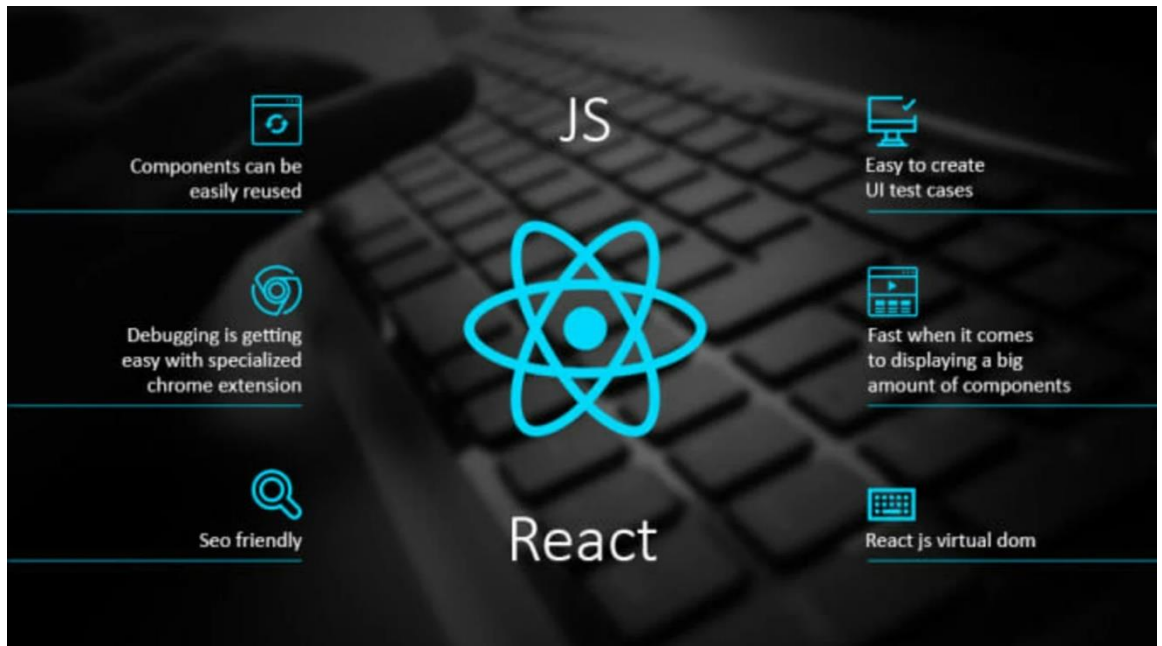 JS
Components can be
easily reused
Debugging is getting
easy with specialized
chrome extension
Seo friendly
Easy to create
UI test cases
Fast when it comes
to displaying a big
amount of components
React js virtual dom
React